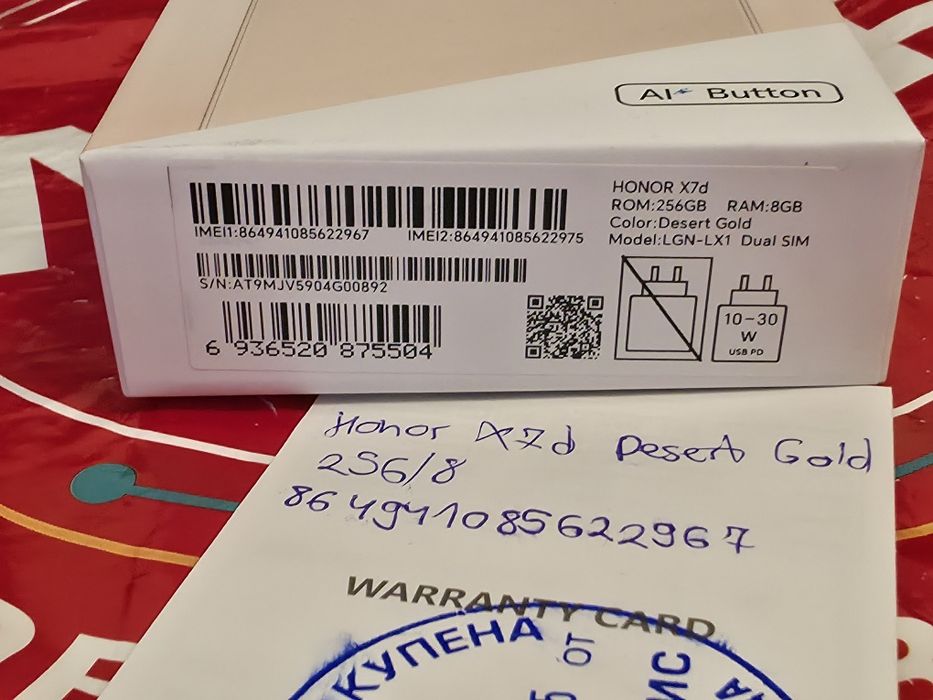 AI Button
IMEI1:864941085622967 IMEI2:864941085622975
S/N:AT9MJV5904G00892
6 936520 875504
HONOR X7d
ROM:256GB RAM:8GB
Color:Desert Gold
Model:LGN-LX1 Dual SIM
10-30
W
USB PD
Honor X7d Desert Gold
256/8
864941085622967
WARRANTY CARD
КУПЕНА
ОТ